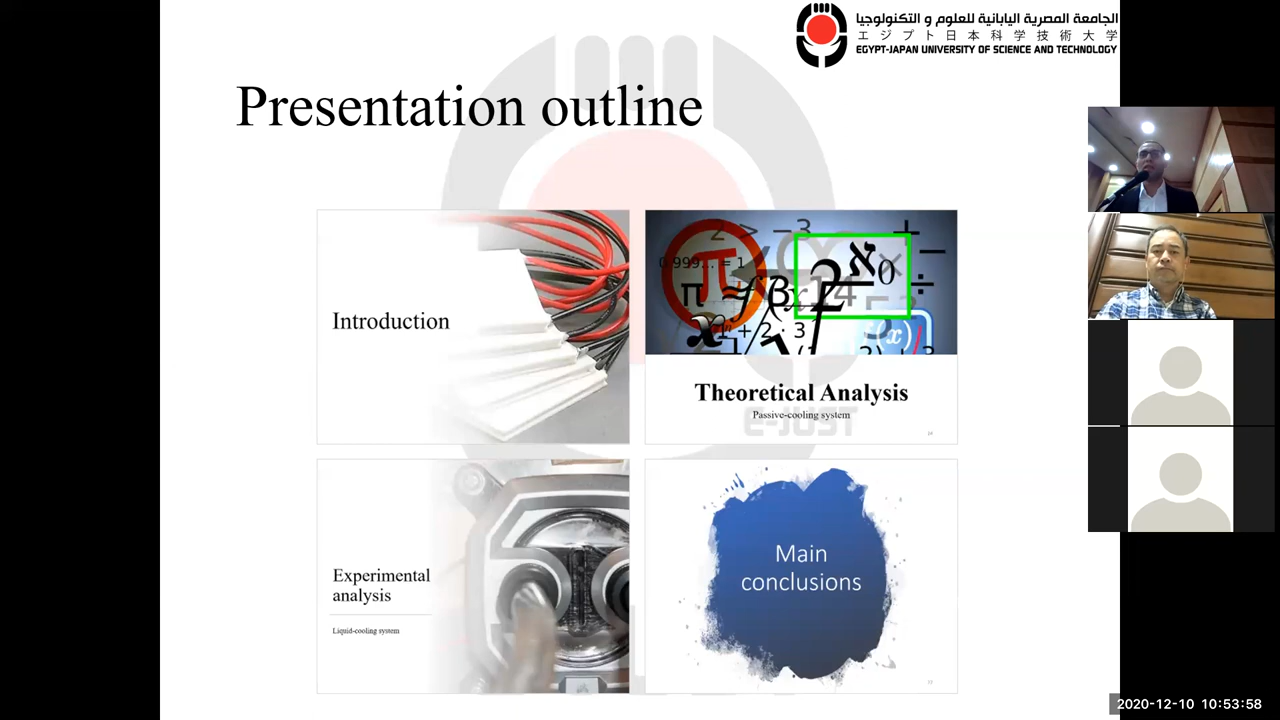 الجامعة المصرية اليابانية للعلوم و التكنولوجيا
エジプト日本科学技術大学
EGYPT-JAPAN UNIVERSITY OF SCIENCE AND TECHNOLOGY
Presentation outline
Introduction
Theoretical Analysis
Passive-cooling system
E-JUST
Experimental
analysis
Liquid-cooling system
Main
conclusions
2020-12-10 10:53:58